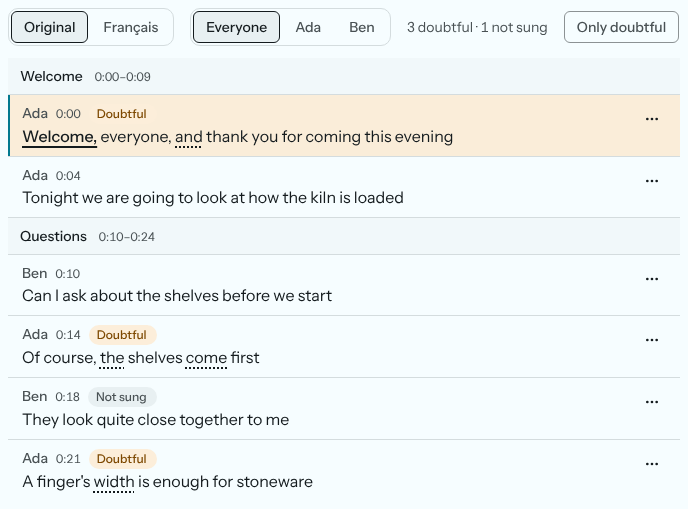 Original Français Everyone Ada Ben 3 doubtful · 1 not sung Only doubtful
Welcome 0:00–0:09
Ada 0:00 Doubtful
Welcome, everyone, and thank you for coming this evening
Ada 0:04
Tonight we are going to look at how the kiln is loaded
Questions 0:10–0:24
Ben 0:10
Can I ask about the shelves before we start
Ada 0:14 Doubtful
Of course, the shelves come first
Ben 0:18 Not sung
They look quite close together to me
Ada 0:21 Doubtful
A finger's width is enough for stoneware